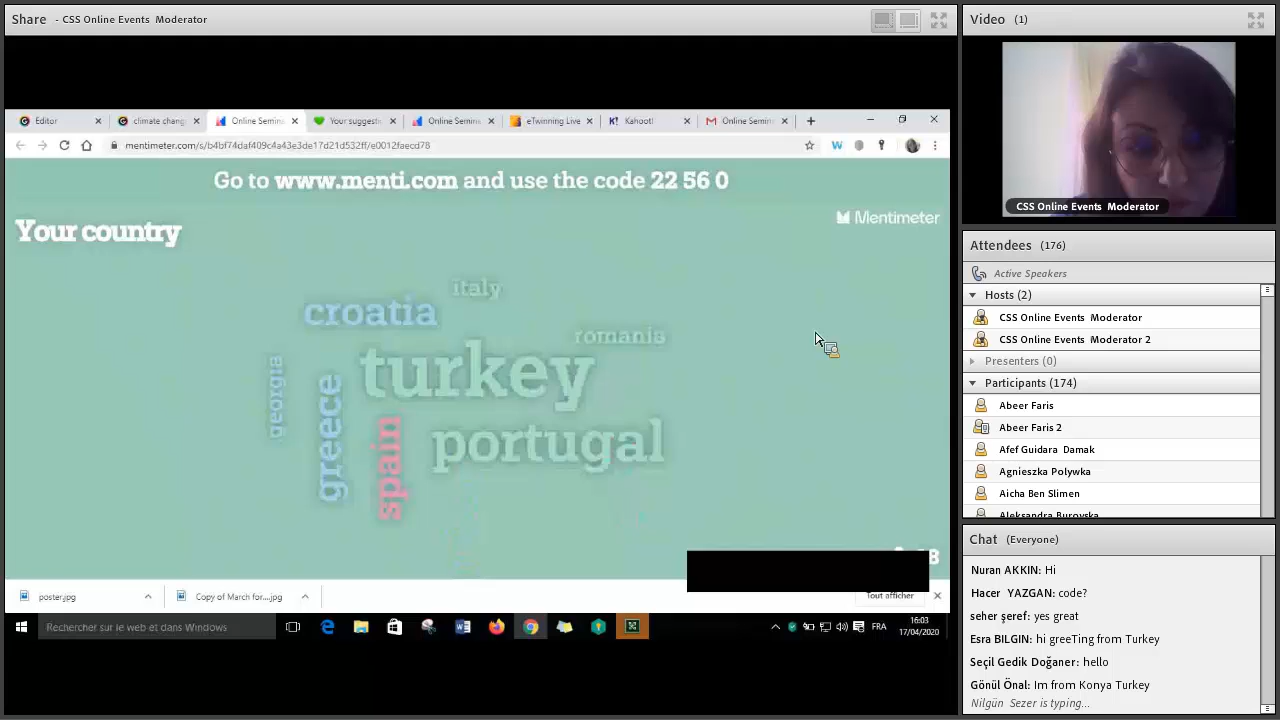 Share - CSS Online Events Moderator
Editor
climate chang
Online Semin
Your suggesti
Online Semin
eTwinning Live
Kahoot!
Online Semin
mentimeter.com/s/b4bf74daf409c4a43e3de17d21d532ff/e0012faecd78
Go to www.menti.com and use the code 22 56 0
Mentimeter
Your country
italy
croatia
romania
turkey
georgia
greece
spain
portugal
poster.jpg
Copy of March for....jpg
Tout afficher
Rechercher sur le web et dans Windows
FRA
16:03
17/04/2020
Video (1)
CSS Online Events Moderator
Attendees (176)
Active Speakers
Hosts (2)
CSS Online Events Moderator
CSS Online Events Moderator 2
Presenters (0)
Participants (174)
Abeer Faris
Abeer Faris 2
Afef Guidara Damak
Agnieszka Polywka
Aicha Ben Slimen
Aleksandra Burovska
Chat (Everyone)
Nuran AKKIN: Hi
Hacer YAZGAN: code?
seher şeref: yes great
Esra BILGIN: hi greeTing from Turkey
Seçil Gedik Doğaner: hello
Gönül Önal: Im from Konya Turkey
Nilgün Sezer is typing...